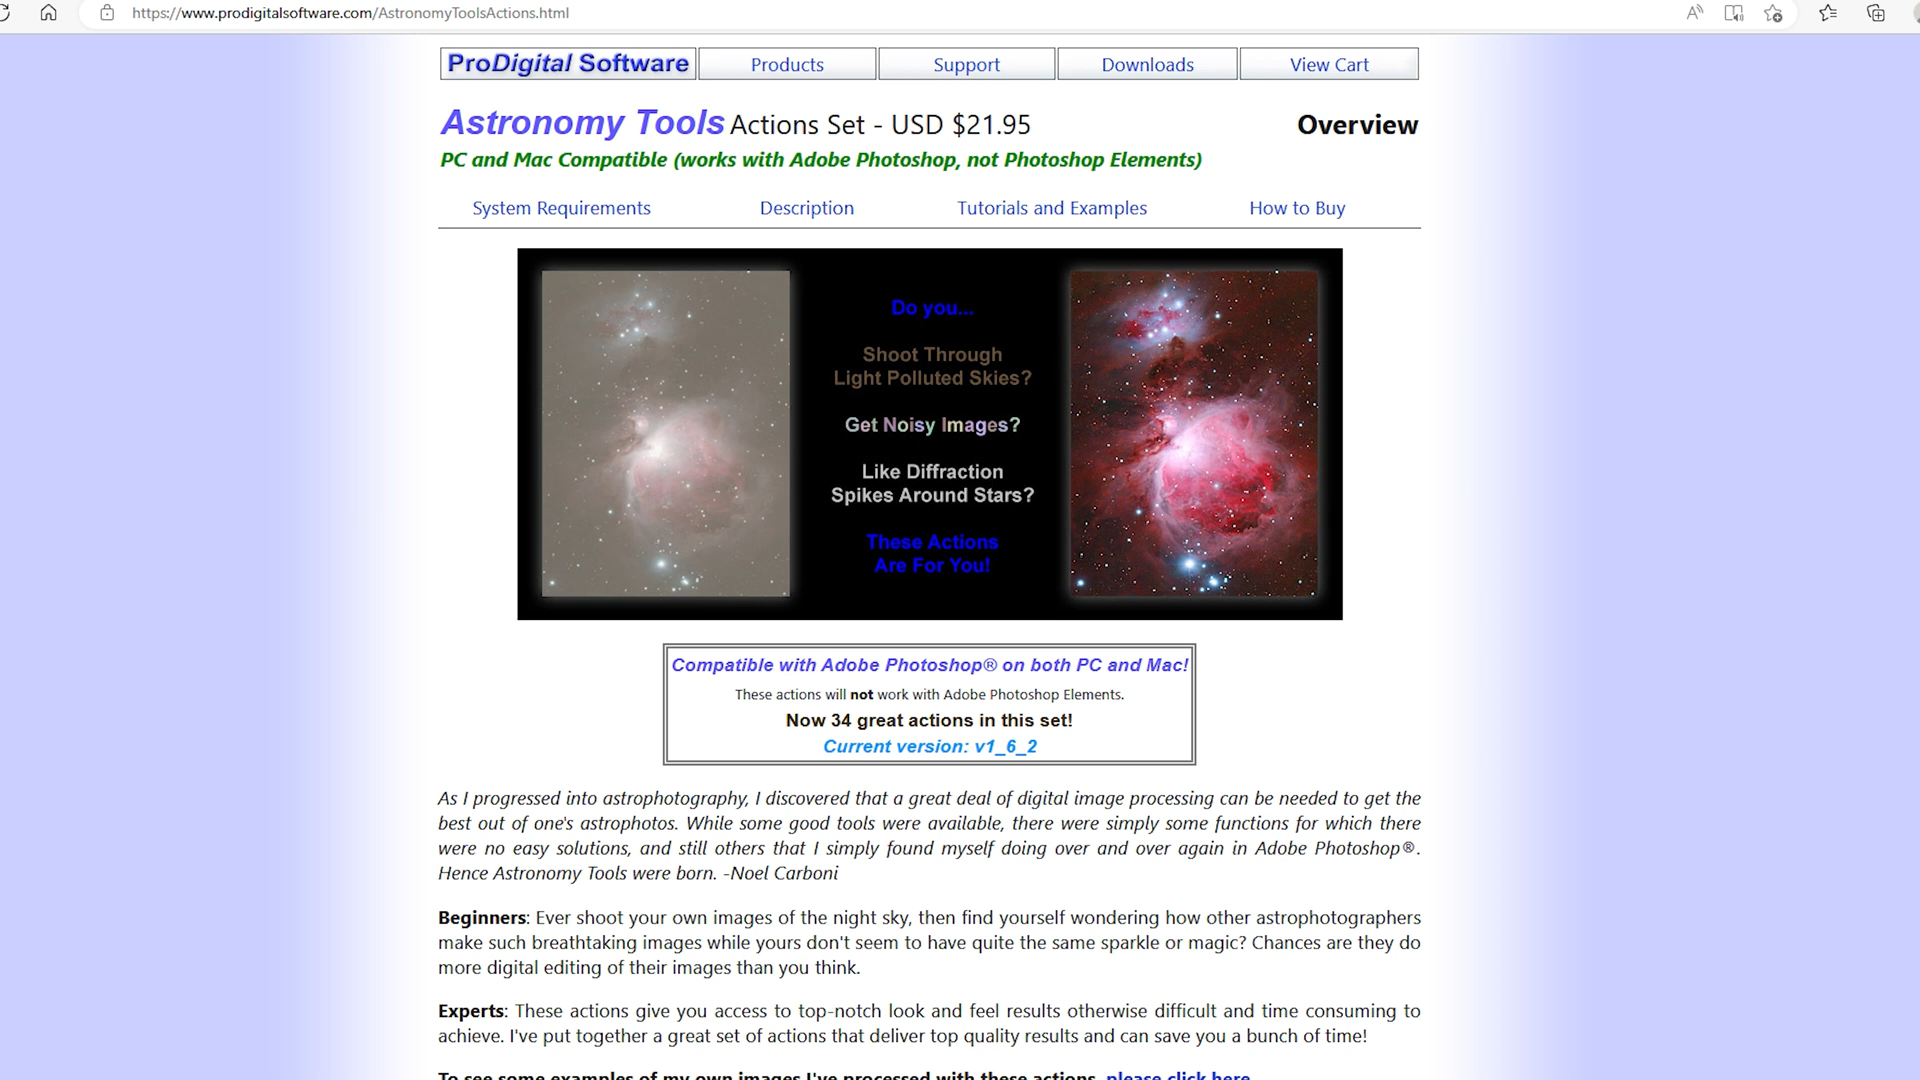 https://www.prodigitalsoftware.com/AstronomyToolsActions.html
ProDigital Software Products Support Downloads View Cart
Astronomy Tools Actions Set - USD $21.95 Overview
PC and Mac Compatible (works with Adobe Photoshop, not Photoshop Elements)
System Requirements Description Tutorials and Examples How to Buy
Do you...
Shoot Through
Light Polluted Skies?
Get Noisy Images?
Like Diffraction
Spikes Around Stars?
These Actions
Are For You!
Compatible with Adobe Photoshop® on both PC and Mac!
These actions will not work with Adobe Photoshop Elements.
Now 34 great actions in this set!
Current version: v1_6_2
As I progressed into astrophotography, I discovered that a great deal of digital image processing can be needed to get the
best out of one's astrophotos. While some good tools were available, there were simply some functions for which there
were no easy solutions, and still others that I simply found myself doing over and over again in Adobe Photoshop®.
Hence Astronomy Tools were born. -Noel Carboni
Beginners: Ever shoot your own images of the night sky, then find yourself wondering how other astrophotographers
make such breathtaking images while yours don't seem to have quite the same sparkle or magic? Chances are they do
more digital editing of their images than you think.
Experts: These actions give you access to top-notch look and feel results otherwise difficult and time consuming to
achieve. I've put together a great set of actions that deliver top quality results and can save you a bunch of time!
To see some examples of my own images I've processed with these actions, please click here